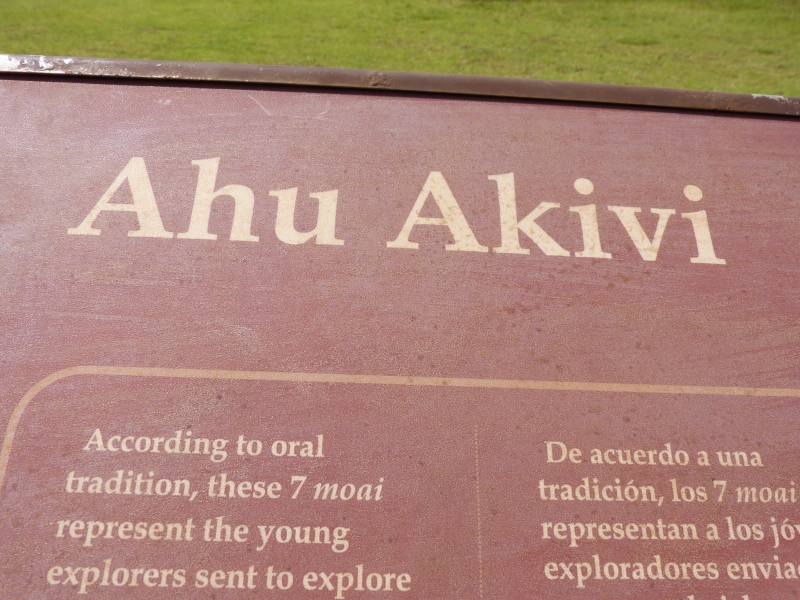 Ahu Akivi
According to oral
tradition, these 7 moai
represent the young
explorers sent to explore
De acuerdo a una
tradición, los 7 moai
representan a los
exploradores